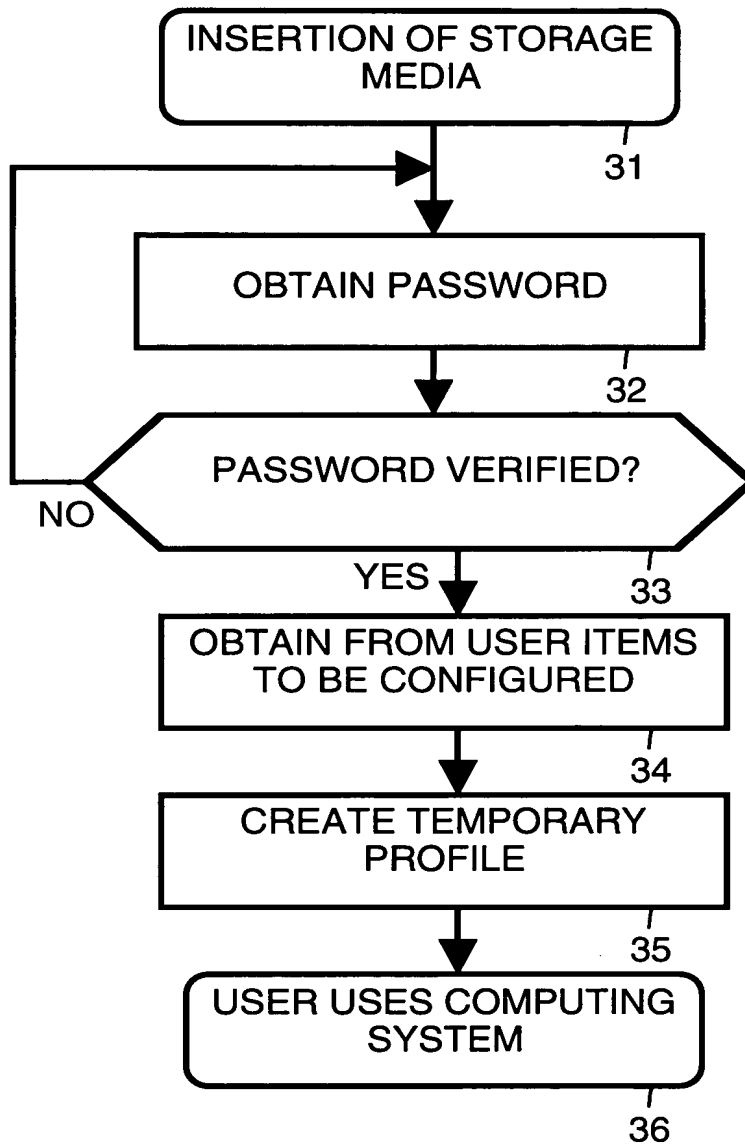 INSERTION OF STORAGE
MEDIA
31
OBTAIN PASSWORD
32
PASSWORD VERIFIED?
NO
33
YES
OBTAIN FROM USER ITEMS
TO BE CONFIGURED
34
CREATE TEMPORARY
PROFILE
35
USER USES COMPUTING
SYSTEM
36